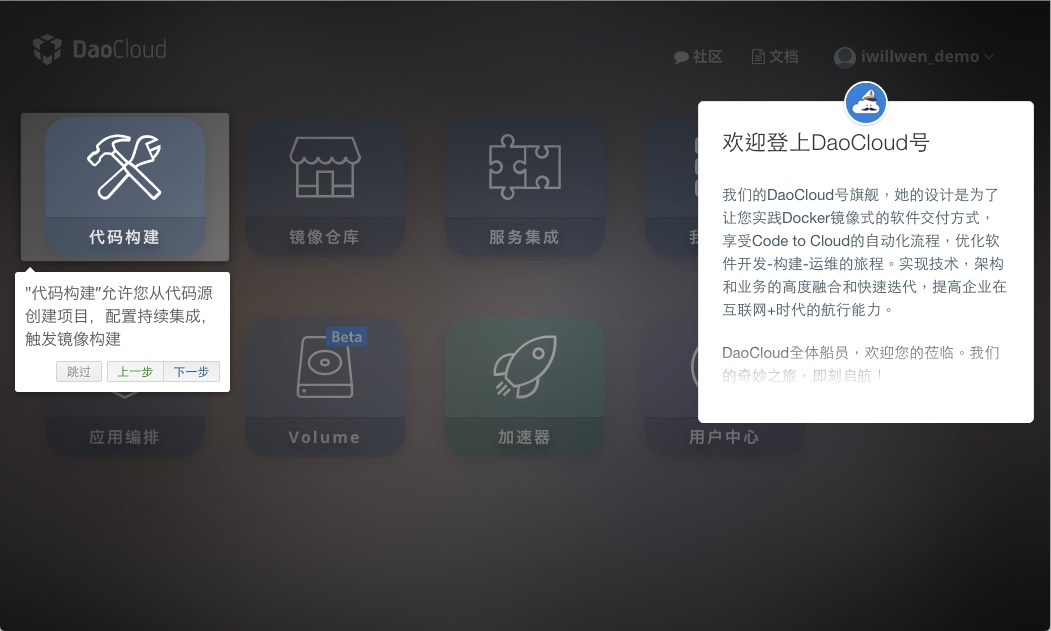 DaoCloud
社区
文档
iwillwen_demo
代码构建
镜像仓库
服务集成
我
"代码构建"允许您从代码源
创建项目，配置持续集成，
触发镜像构建
跳过
上一步
下一步
欢迎登上DaoCloud号
我们的DaoCloud号旗舰，她的设计是为了
让您实践Docker镜像式的软件交付方式，
享受Code to Cloud的自动化流程，优化软
件开发-构建-运维的旅程。实现技术，架构
和业务的高度融合和快速迭代，提高企业在
互联网+时代的航行能力。
DaoCloud全体船员，欢迎您的莅临。我们
的奇妙之旅，即刻启航！
Beta
应用编排
Volume
加速器
用户中心